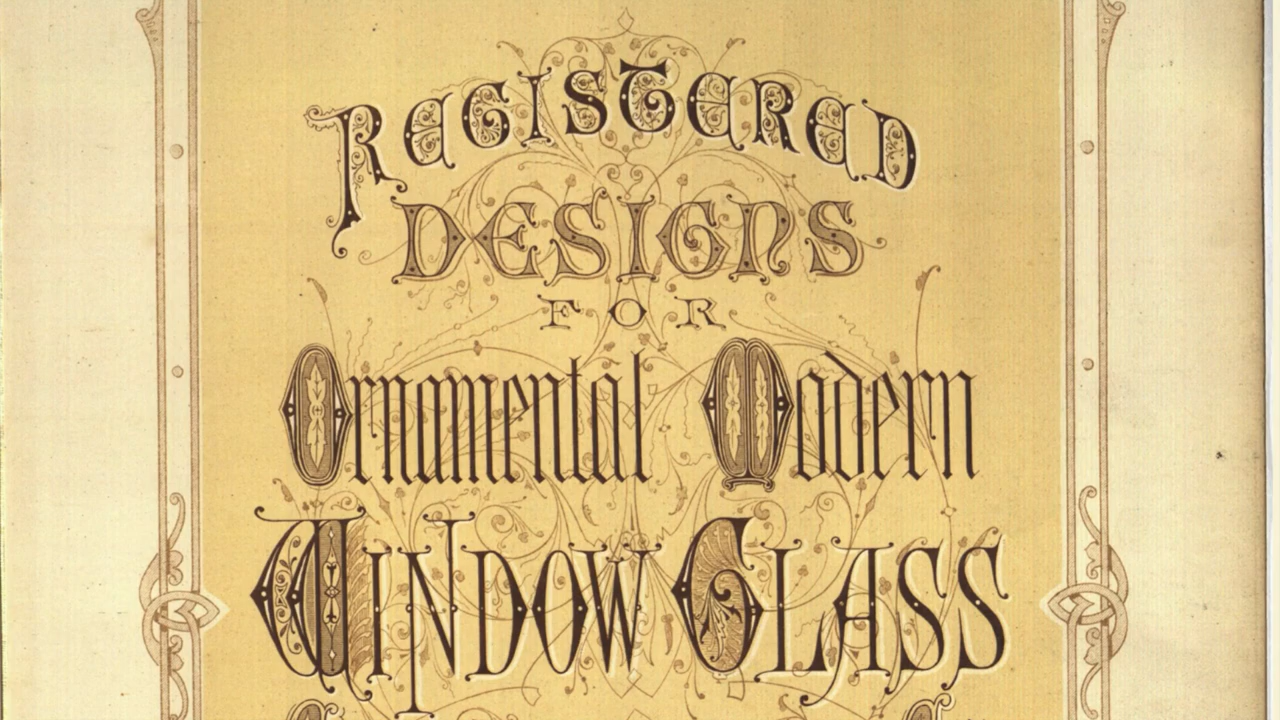 REGISTERED
DESIGNS
FOR
Ornamental Modern
WINDOW GLASS